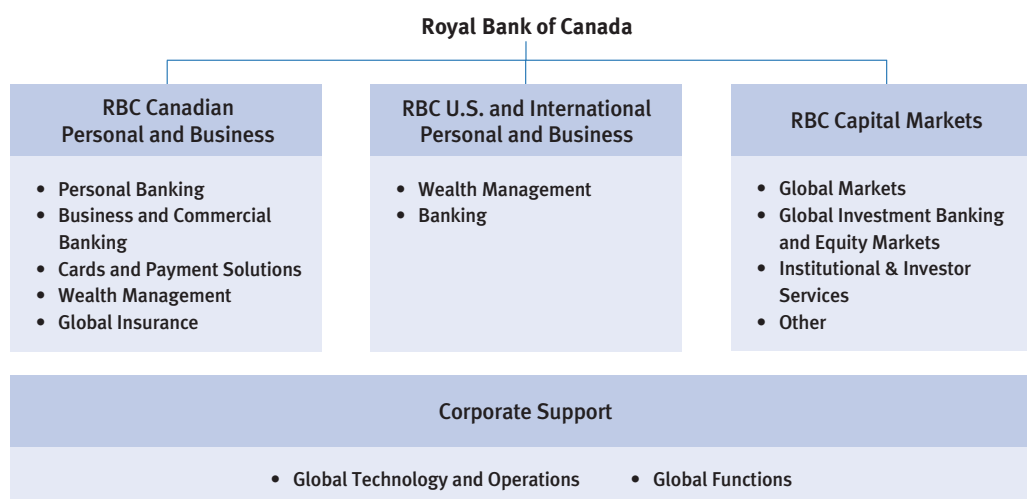 Royal Bank of Canada
RBC Canadian
Personal and Business
• Personal Banking
• Business and Commercial
Banking
• Cards and Payment Solutions
• Wealth Management
• Global Insurance
RBC U.S. and International
Personal and Business
• Wealth Management
• Banking
RBC Capital Markets
• Global Markets
• Global Investment Banking
and Equity Markets
• Institutional & Investor
Services
• Other
Corporate Support
• Global Technology and Operations • Global Functions